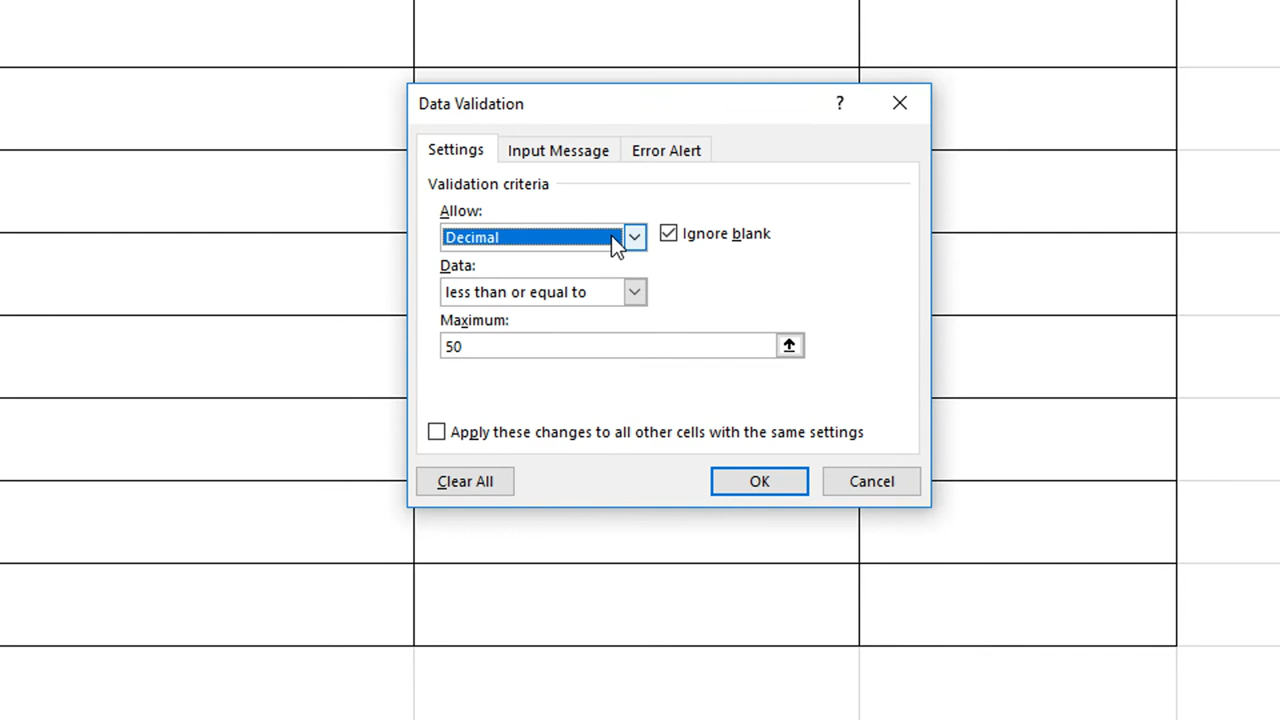 Data Validation ?
Settings Input Message Error Alert
Validation criteria
Allow:
Decimal Ignore blank
Data:
less than or equal to
Maximum:
50
Apply these changes to all other cells with the same settings
Clear All OK Cancel